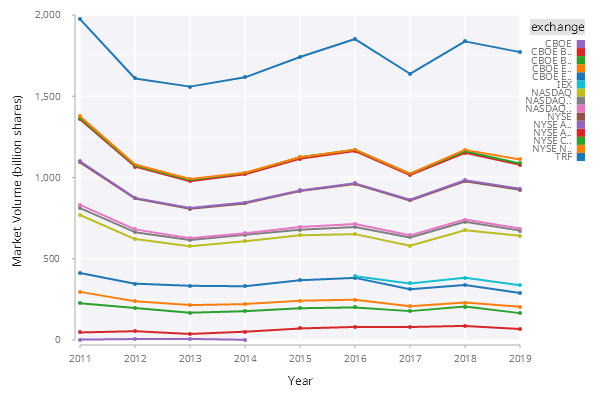 2,000
1,500
1,000
500
0
Market Volume (billion shares)
2011 2012 2013 2014 2015 2016 2017 2018 2019
Year
exchange
CBOE
CBOE B..
CBOE B..
CBOE E..
CBOE E..
IEX
NASDAQ
NASDAQ..
NASDAQ..
NYSE
NYSE A..
NYSE A..
NYSE C..
NYSE N..
TRF